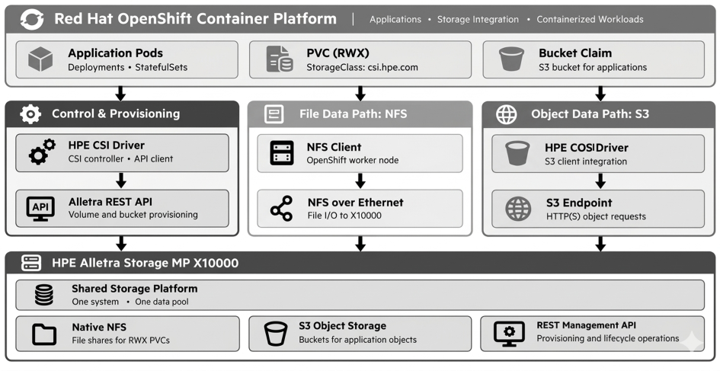 Red Hat OpenShift Container Platform | Applications • Storage Integration • Containerized Workloads
Application Pods
Deployments • StatefulSets
PVC (RWX)
StorageClass: csi.hpe.com
Bucket Claim
S3 bucket for applications
Control & Provisioning
HPE CSI Driver
CSI controller • API client
API
Alletra REST API
Volume and bucket provisioning
File Data Path: NFS
NFS Client
OpenShift worker node
NFS over Ethernet
File I/O to X10000
Object Data Path: S3
HPE COSIDriver
S3 client integration
S3 Endpoint
HTTP(S) object requests
HPE Alletra Storage MP X10000
Shared Storage Platform
One system • One data pool
Native NFS
File shares for RWX PVCs
S3 Object Storage
Buckets for application objects
REST Management API
Provisioning and lifecycle operations